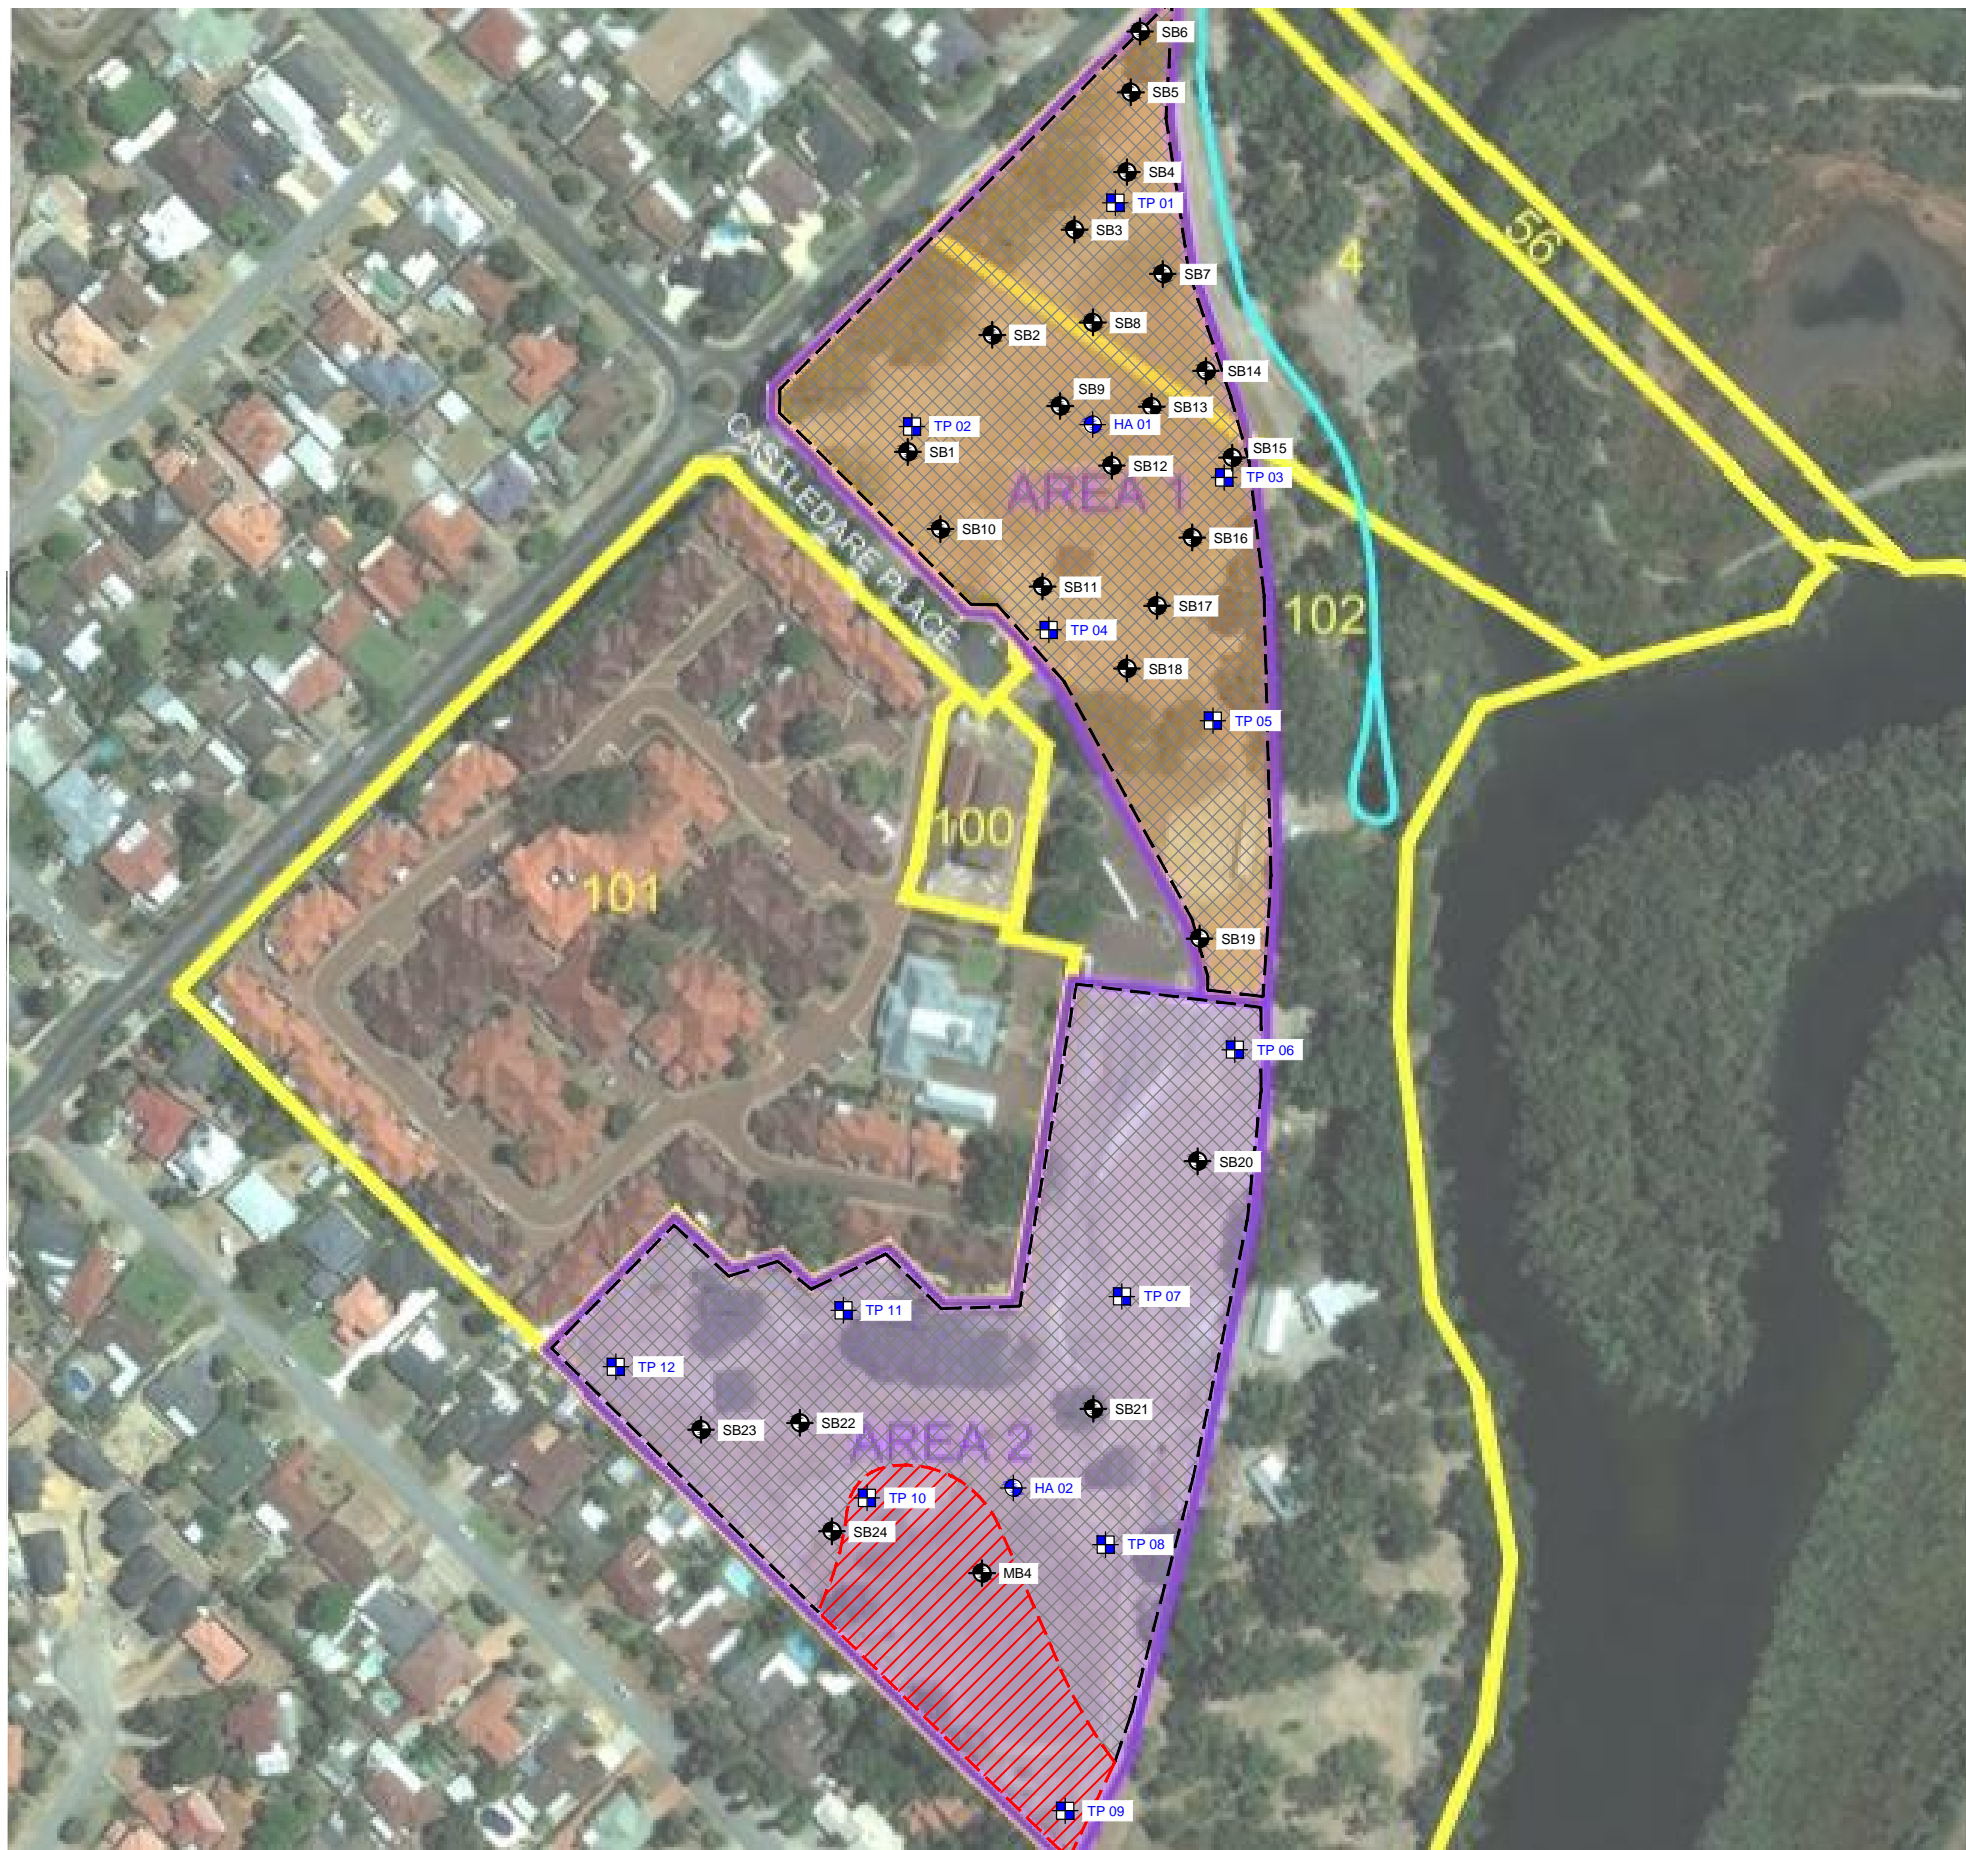 SB6
SB5
SB4
TP 01
SB3
56
4
SB7
SB8
SB2
SB14
SB9
SB13
TP 02
HA 01
CASTLEDARE PLACE
SB1
SB15
SB12
TP 03
AREA 1
SB10
SB16
SB11
SB17
102
TP 04
SB18
TP 05
100
101
SB19
TP 06
SB20
TP 07
TP 11
TP 12
SB21
SB22
SB23
AREA 2
HA 02
TP 10
SB24
TP 08
MB4
TP 09